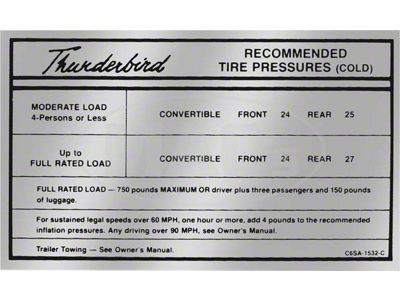 Thunderbird
RECOMMENDED
TIRE PRESSURES (COLD)
MODERATE LOAD
4-Persons or Less
CONVERTIBLE FRONT 24 REAR 25
Up to
FULL RATED LOAD
CONVERTIBLE FRONT 24 REAR 27
FULL RATED LOAD — 750 pounds MAXIMUM OR driver plus three passengers and 150 pounds
of luggage.
For sustained legal speeds over 60 MPH, one hour or more, add 4 pounds to the recommended
inflation pressures. Any driving over 90 MPH, see Owner's Manual.
Trailer Towing — See Owner's Manual.
C6SA-1532-C